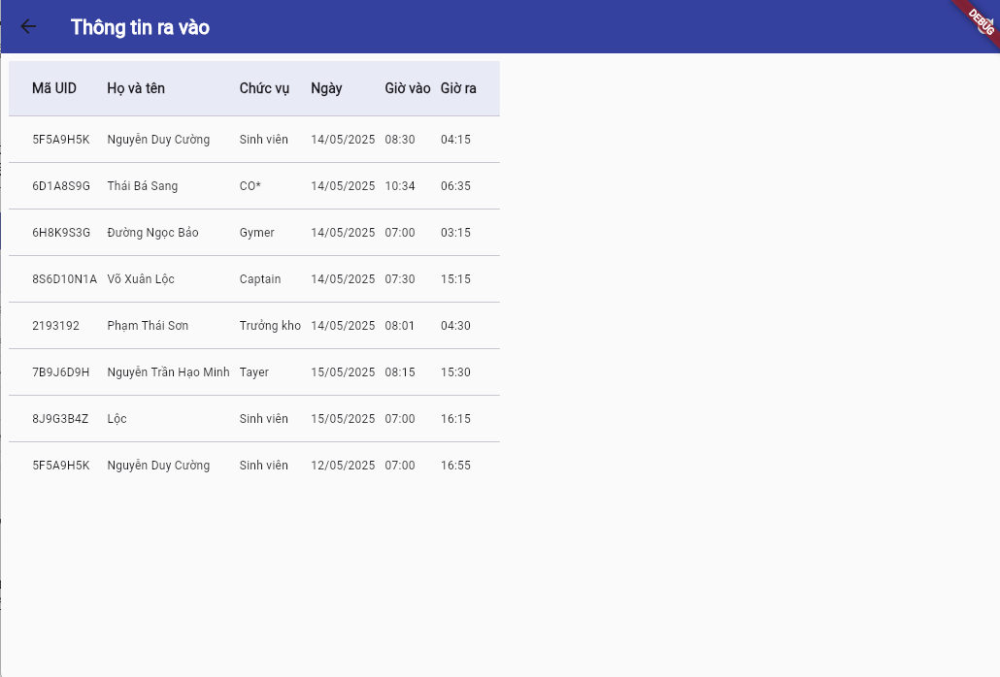 Thông tin ra vào
DEBUG
Mã UID Họ và tên Chức vụ Ngày Giờ vào Giờ ra
5F5A9H5K Nguyễn Duy Cường Sinh viên 14/05/2025 08:30 04:15
6D1A8S9G Thái Bá Sang CO* 14/05/2025 10:34 06:35
6H8K9S3G Đường Ngọc Bảo Gymer 14/05/2025 07:00 03:15
8S6D10N1A Võ Xuân Lộc Captain 14/05/2025 07:30 15:15
2193192 Phạm Thái Sơn Trưởng kho 14/05/2025 08:01 04:30
7B9J6D9H Nguyễn Trần Hạo Minh Tayer 15/05/2025 08:15 15:30
8J9G3B4Z Lộc Sinh viên 15/05/2025 07:00 16:15
5F5A9H5K Nguyễn Duy Cường Sinh viên 12/05/2025 07:00 16:55